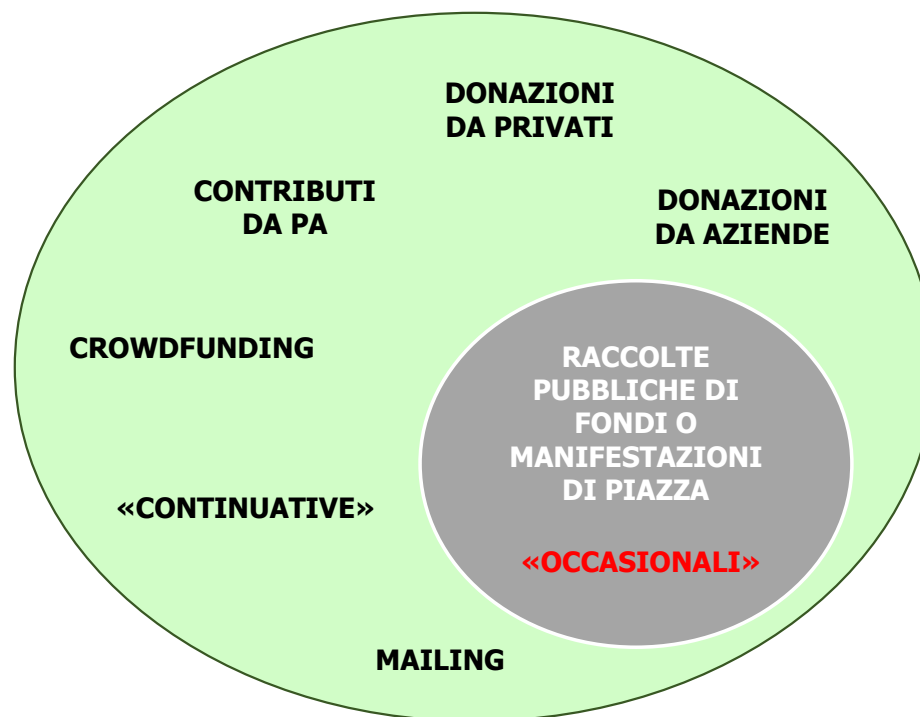 DONAZIONI
DA PRIVATI
CONTRIBUTI
DA PA
DONAZIONI
DA AZIENDE
CROWDFUNDING
RACCOLTE
PUBBLICHE DI
FONDI O
MANIFESTAZIONI
DI PIAZZA
«CONTINUATIVE»
«OCCASIONALI»
MAILING